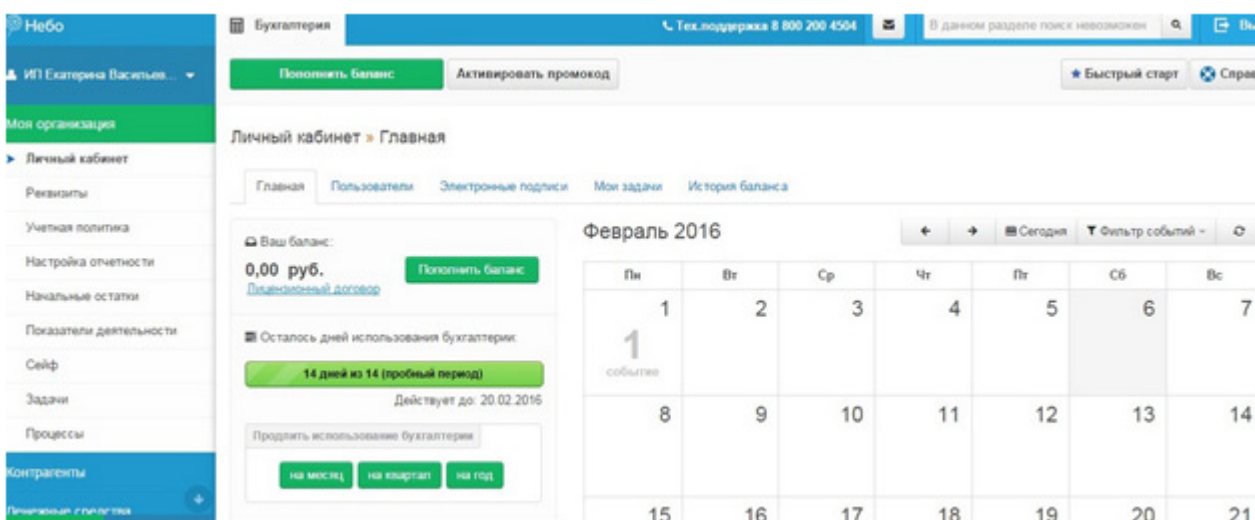 Небо
Бухгалтерия
Тех.поддержка 8 800 200 4504
В данном разделе поиск невозможен
ИП Екатерина Васильев...
Пополнить баланс
Активировать промокод
Быстрый старт
Моя организация
Личный кабинет
Реквизиты
Учетная политика
Настройка отчетности
Начальные остатки
Показатели деятельности
Сейф
Задачи
Процессы
Контрагенты
Денежные средства
Личный кабинет » Главная
Главная Пользователи Электронные подписи Мои задачи История баланса
Ваш баланс:
0,00 руб.
Пополнить баланс
Лицензионный договор
Осталось дней использования бухгалтерии:
14 дней из 14 (пробный период)
Действует до: 20.02.2016
Продлить использование бухгалтерии
на месяц на квартал на год
Февраль 2016
Сегодня Фильтр событий
Пн Вт Ср Чт Пт Сб Вс
1 2 3 4 5 6 7
1
событие
8 9 10 11 12 13 14
15 16 17 18 19 20 21